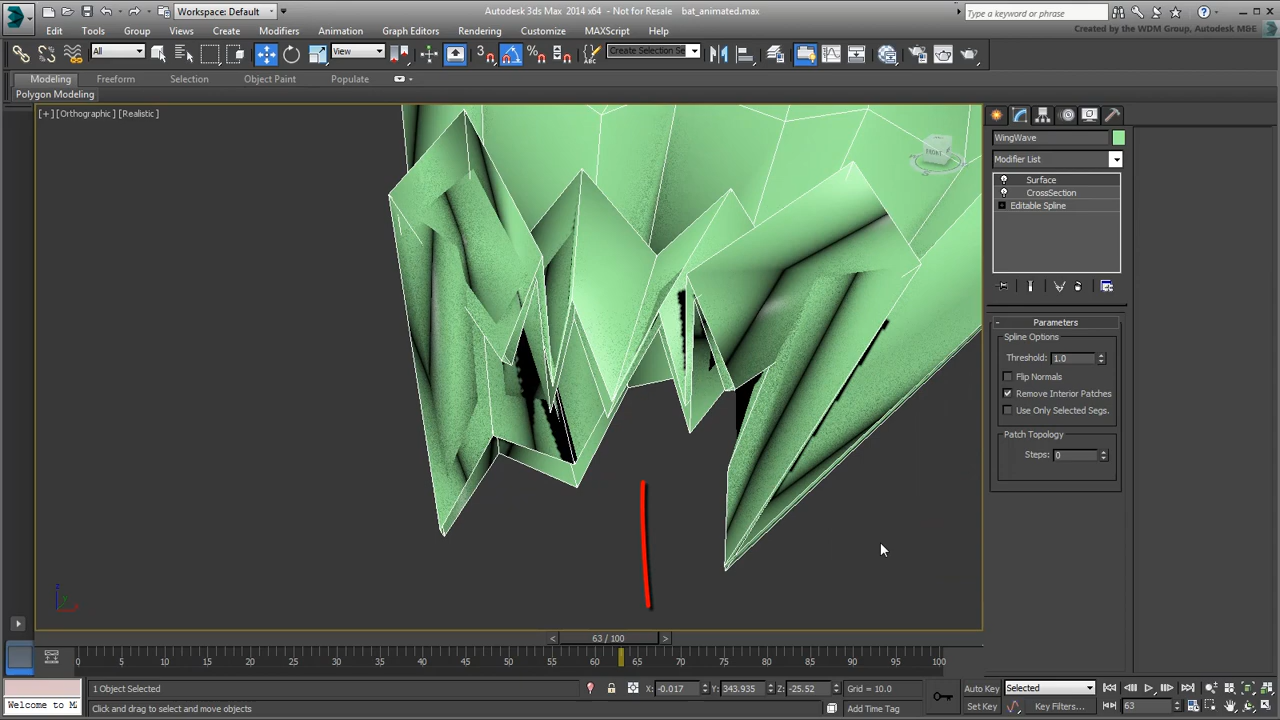 Workspace: Default
Autodesk 3ds Max 2014 x64 - Not for Resale bat_animated.max
Type a keyword or phrase
Created by the WDM Group, Autodesk MBE
Edit Tools Group Views Create Modifiers Animation Graph Editors Rendering Customize MAXScript Help
All View 3 Create Selection Se
Modeling Freeform Selection Object Paint Populate
Polygon Modeling
[+] [Orthographic] [Realistic]
FRONT
WingWave
Modifier List
Surface
CrossSection
Editable Spline
Parameters
Spline Options
Threshold: 1.0
Flip Normals
Remove Interior Patches
Use Only Selected Segs.
Patch Topology
Steps: 0
z
< 63 / 100 >
0 5 10 15 20 25 30 35 40 45 50 55 60 65 70 75 80 85 90 95 100
1 Object Selected X: -0.017 Y: 343.935 Z: -25.52 Grid = 10.0 Auto Key Selected
Welcome to M Click and drag to select and move objects Add Time Tag Set Key Key Filters... 63